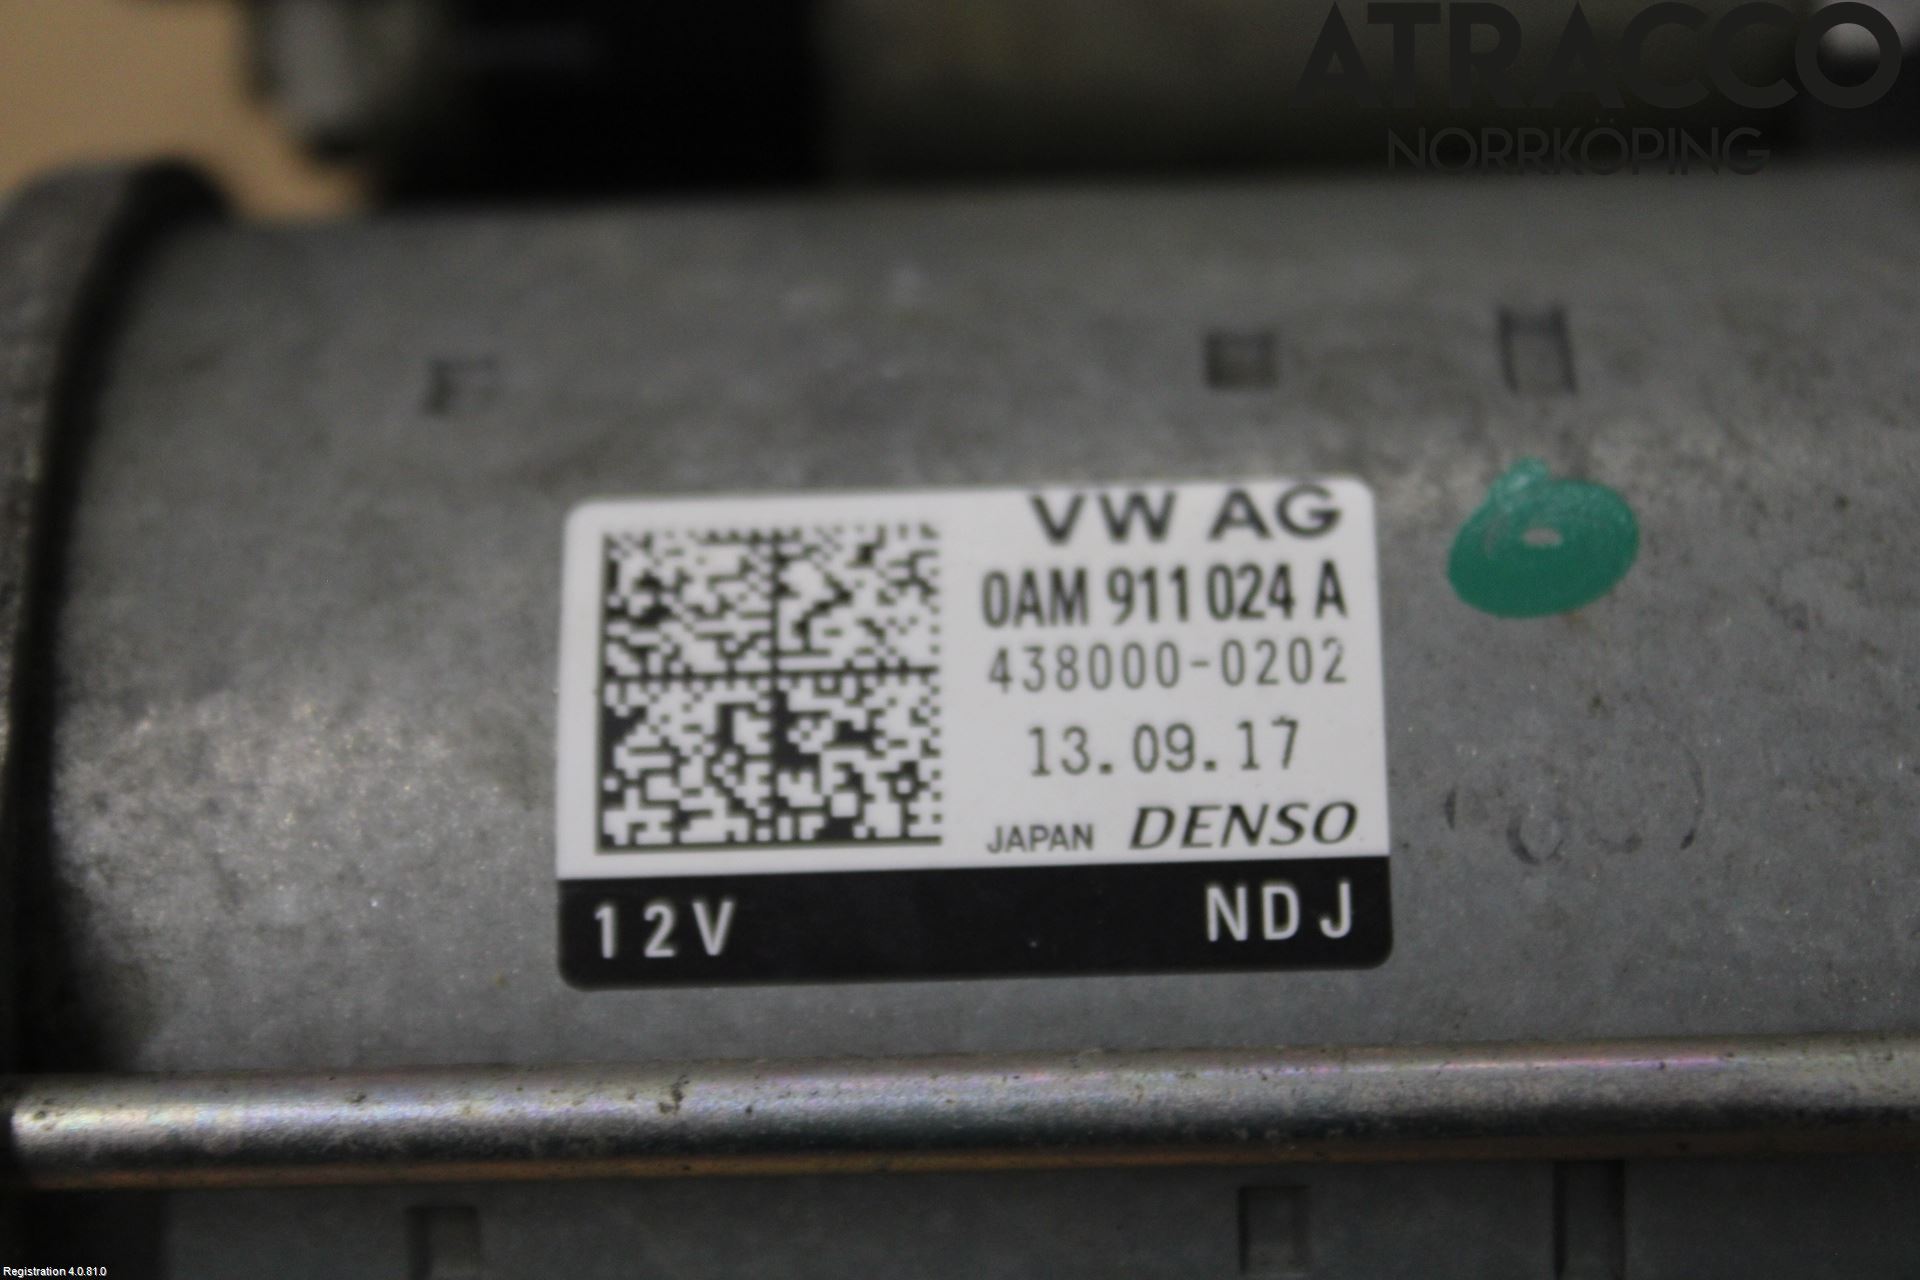 ATRACCO
NORRKÖPING
VW AG
0AM 911 024 A
438000-0202
13.09.17
JAPAN DENSO
12V NDJ
Registration 4.0.81.0